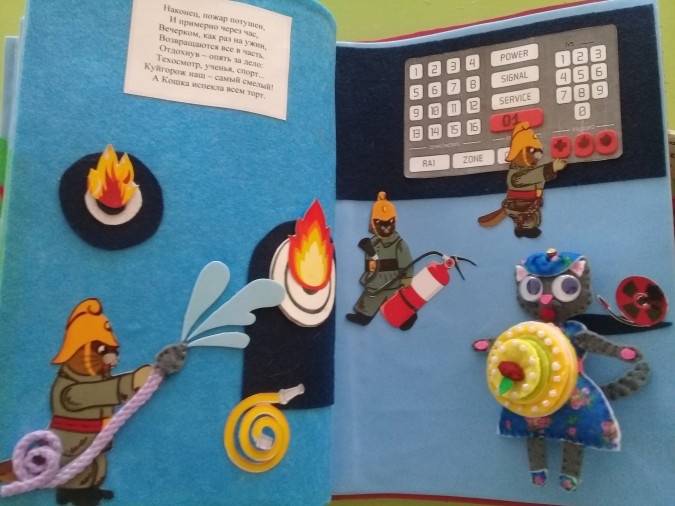 Наконец, пожар потушен,
И примерно через час,
Вечерком, как раз на ужин,
Возвращаются все в часть.
Отдохнув – опять за дело:
Техосмотр, ученья, спорт...
Куйгорож наш – самый смелый!
А Кошка испекла всем торт.
POWER
SIGNAL
SERVICE
01
1 2 3 4
5 6 7 8
9 10 11 12
13 14 15 16
1 2 3
4 5 6
7 8 9
0
RAI
ZONE